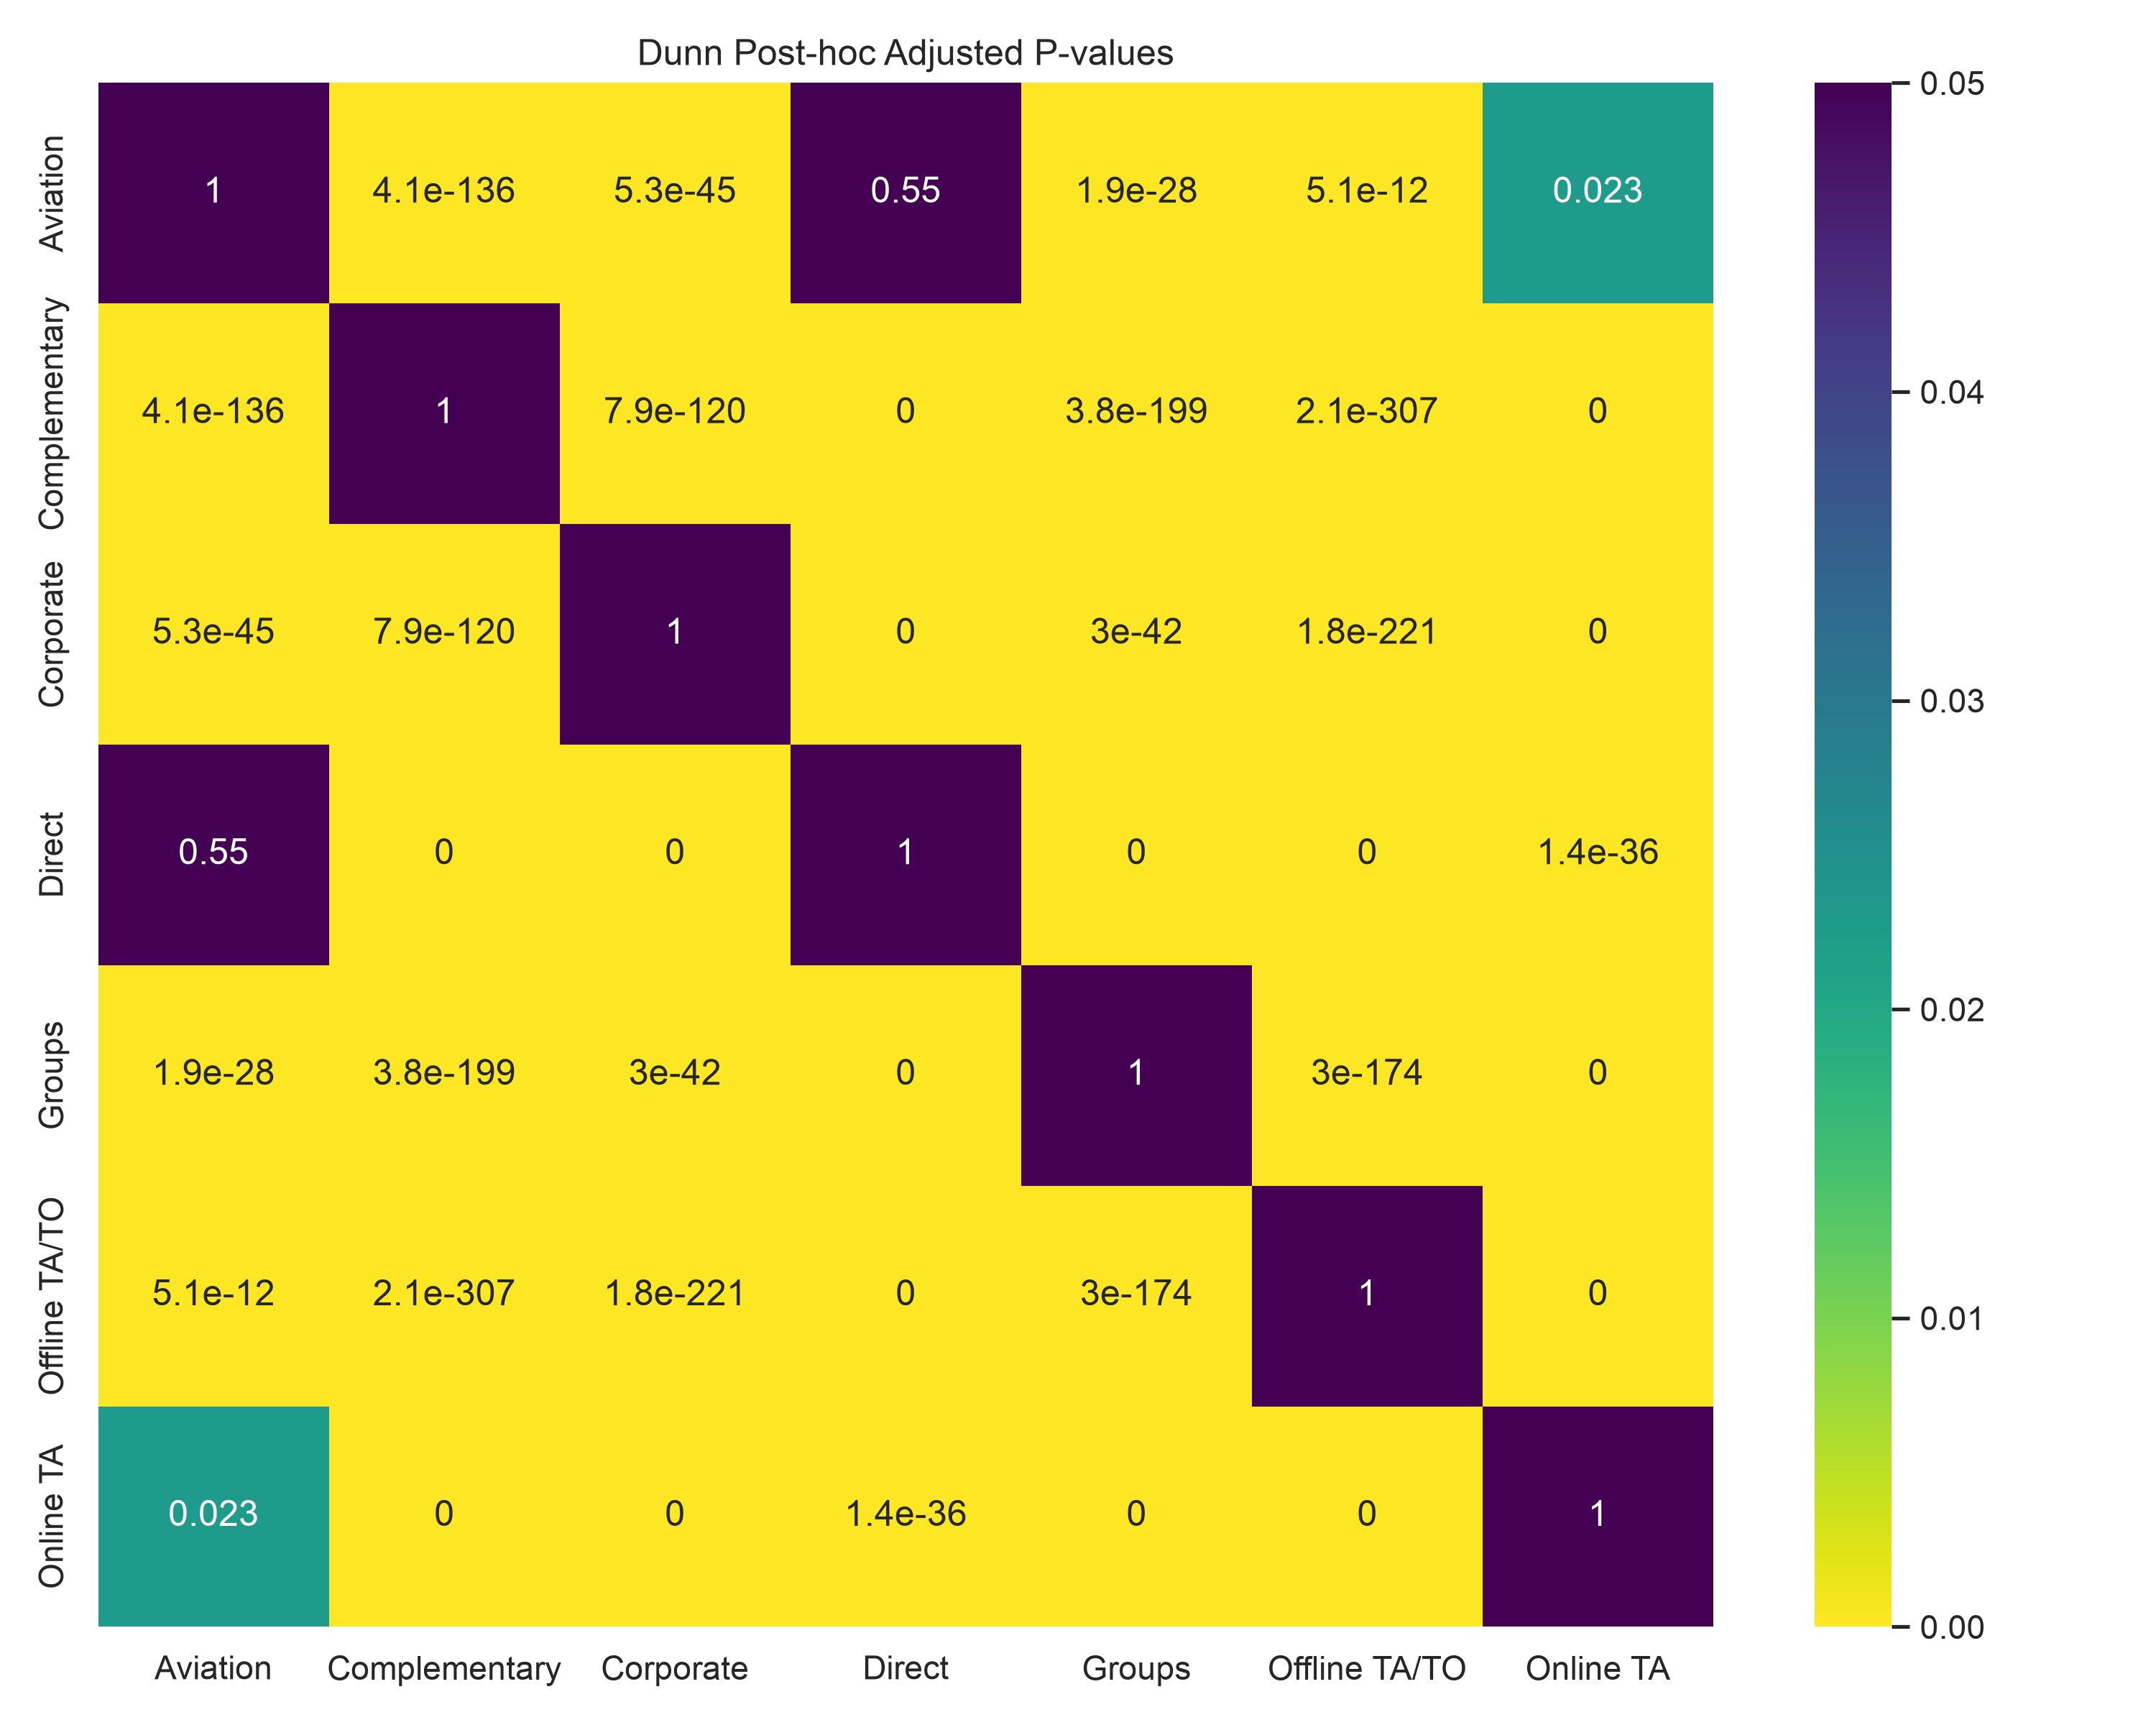 Dunn Post-hoc Adjusted P-values
Aviation 1 4.1e-136 5.3e-45 0.55 1.9e-28 5.1e-12 0.023
Complementary 4.1e-136 1 7.9e-120 0 3.8e-199 2.1e-307 0
Corporate 5.3e-45 7.9e-120 1 0 3e-42 1.8e-221 0
Direct 0.55 0 0 1 0 0 1.4e-36
Groups 1.9e-28 3.8e-199 3e-42 0 1 3e-174 0
Offline TA/TO 5.1e-12 2.1e-307 1.8e-221 0 3e-174 1 0
Online TA 0.023 0 0 1.4e-36 0 0 1
Aviation Complementary Corporate Direct Groups Offline TA/TO Online TA
0.05
0.04
0.03
0.02
0.01
0.00